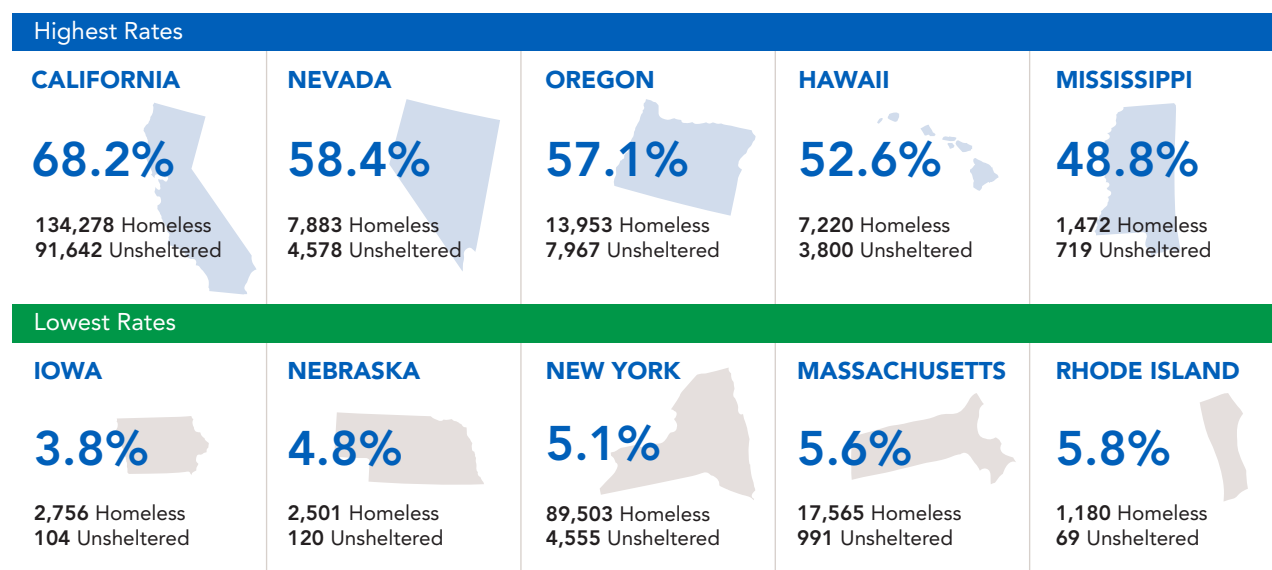 Highest Rates
CALIFORNIA
68.2%
134,278 Homeless
91,642 Unsheltered
NEVADA
58.4%
7,883 Homeless
4,578 Unsheltered
OREGON
57.1%
13,953 Homeless
7,967 Unsheltered
HAWAII
52.6%
7,220 Homeless
3,800 Unsheltered
MISSISSIPPI
48.8%
1,472 Homeless
719 Unsheltered
Lowest Rates
IOWA
3.8%
2,756 Homeless
104 Unsheltered
NEBRASKA
4.8%
2,501 Homeless
120 Unsheltered
NEW YORK
5.1%
89,503 Homeless
4,555 Unsheltered
MASSACHUSETTS
5.6%
17,565 Homeless
991 Unsheltered
RHODE ISLAND
5.8%
1,180 Homeless
69 Unsheltered